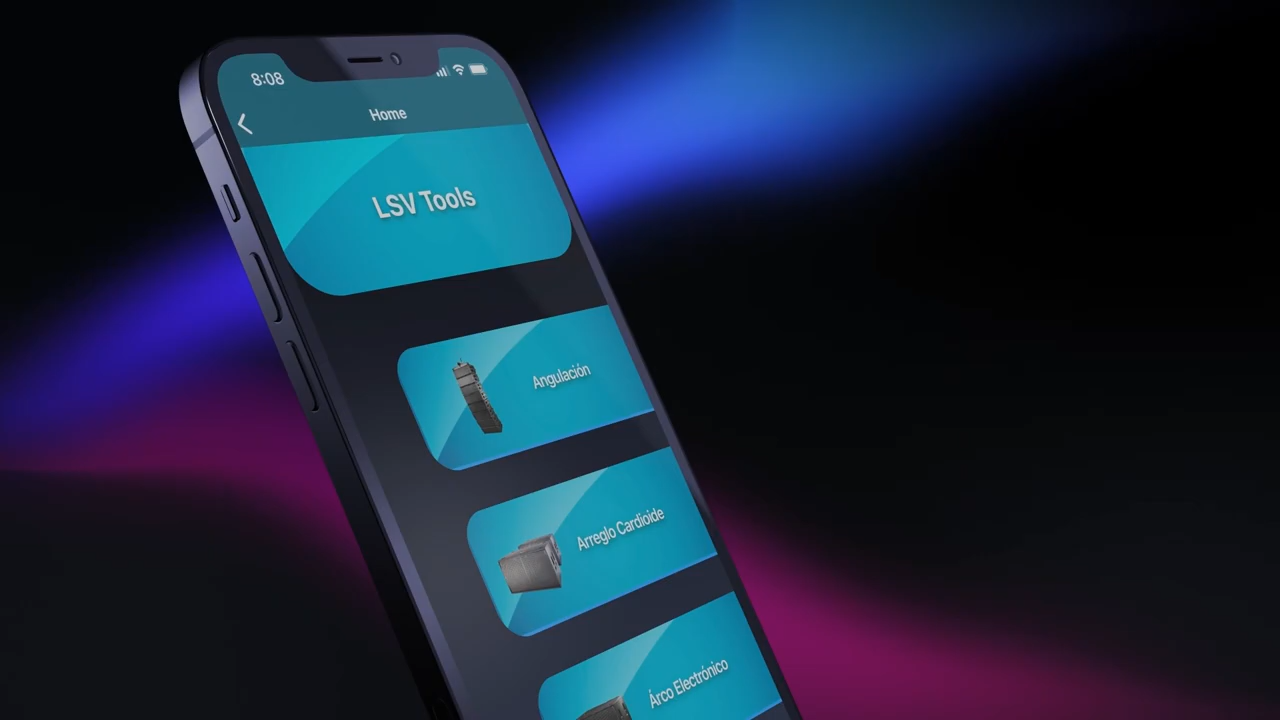 8:08
Home
LSV Tools
Angulación
Arreglo Cardioide
Árco Electrónico